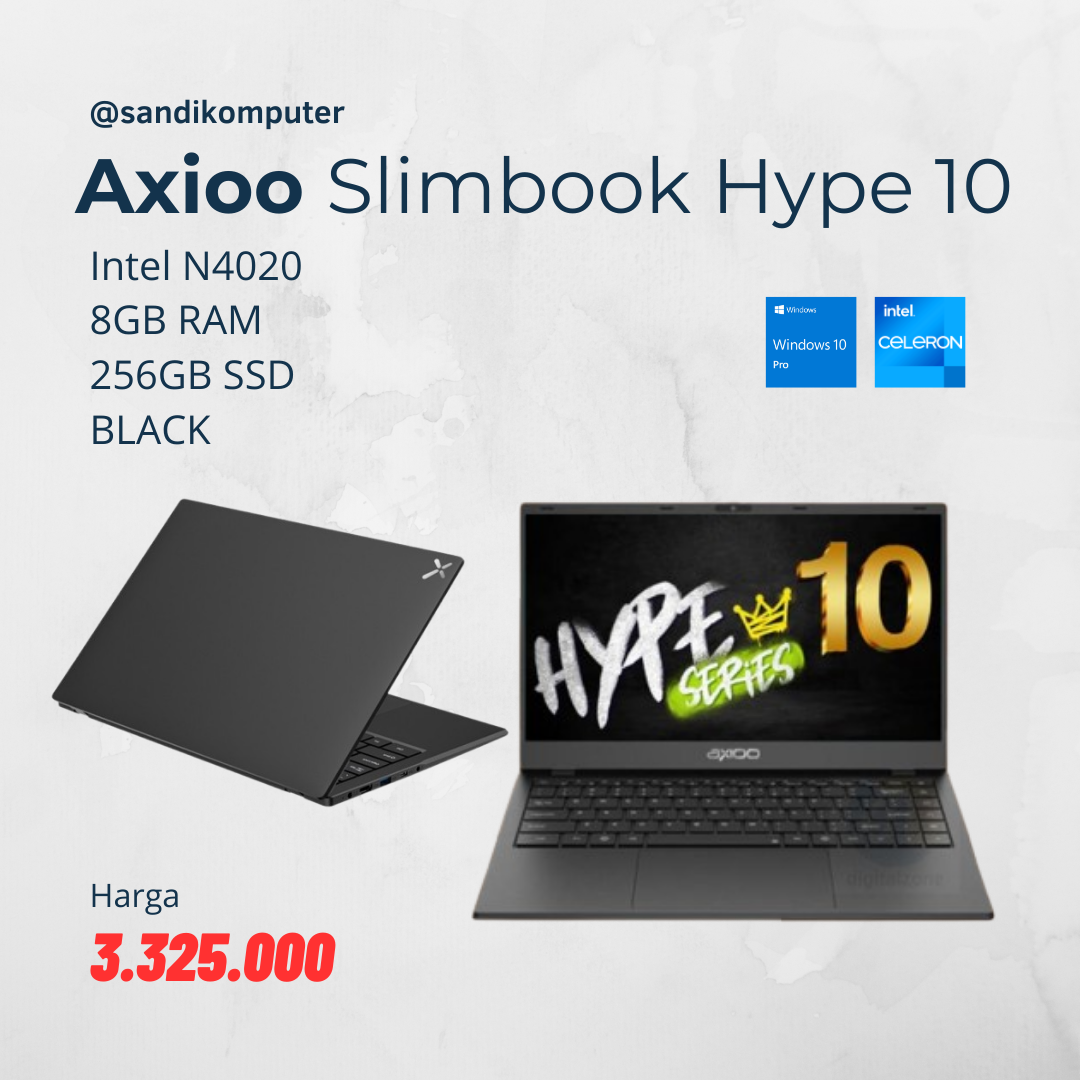 @sandikomputer
Axioo Slimbook Hype 10
Intel N4020
8GB RAM
256GB SSD
BLACK
Windows
Windows 10
Pro
intel.
CELERON
HYPE
SERIES
10
axioo
digitalzone
Harga
3.325.000